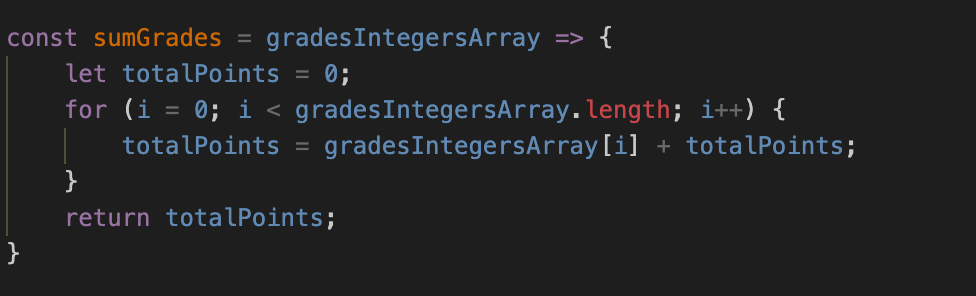 const sumGrades = gradesIntegersArray => {
    let totalPoints = 0;
    for (i = 0; i < gradesIntegersArray.length; i++) {
        totalPoints = gradesIntegersArray[i] + totalPoints;
    }
    return totalPoints;
}